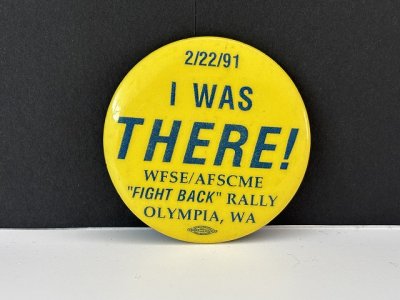 2/22/91
I WAS
THERE!
WFSE/AFSCME
"FIGHT BACK" RALLY
OLYMPIA, WA